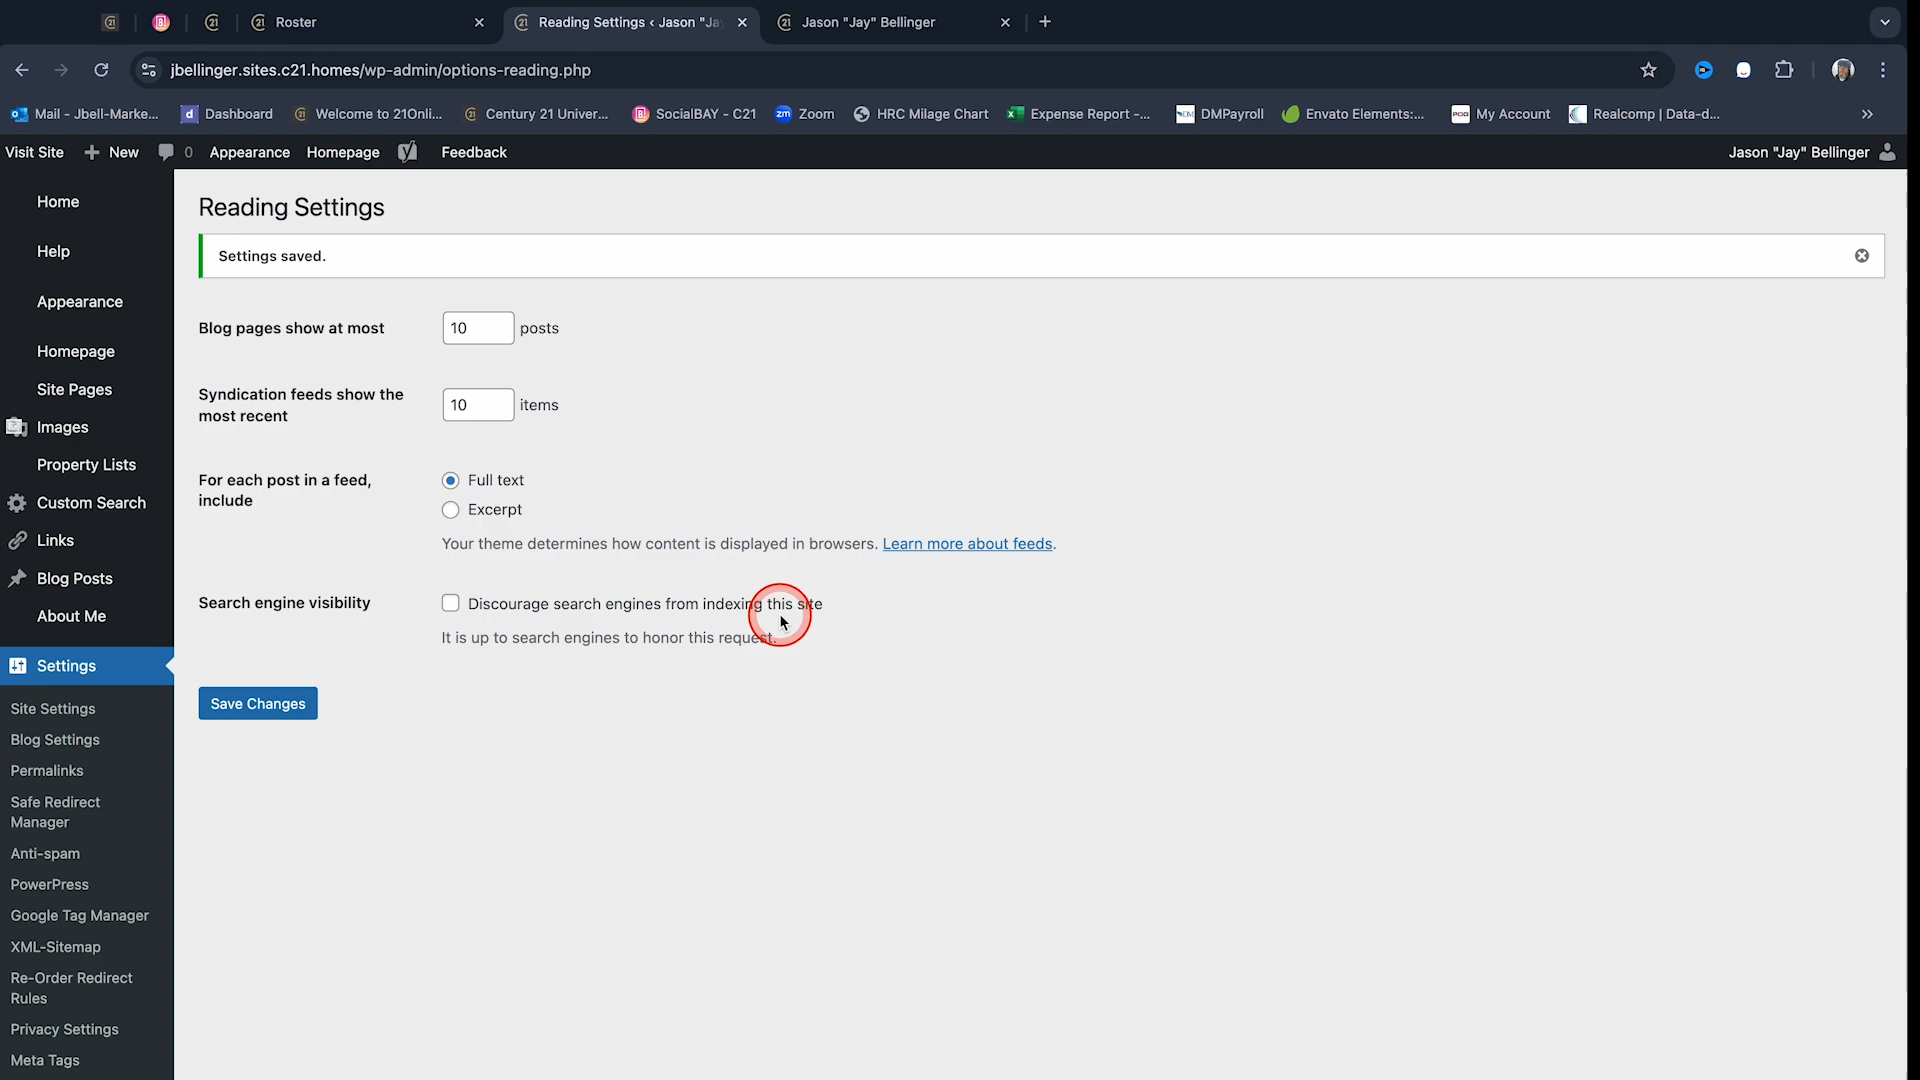 Roster
Reading Settings ‹ Jason "Ja
Jason "Jay" Bellinger
jbellinger.sites.c21.homes/wp-admin/options-reading.php
Mail - Jbell-Marke...
Dashboard
Welcome to 21Onli...
Century 21 Univer...
SocialBAY - C21
Zoom
HRC Milage Chart
Expense Report -...
DMPayroll
Envato Elements:...
My Account
Realcomp | Data-d...
Visit Site
New
0
Appearance
Homepage
Feedback
Jason "Jay" Bellinger
Home
Help
Appearance
Homepage
Site Pages
Images
Property Lists
Custom Search
Links
Blog Posts
About Me
Settings
Site Settings
Blog Settings
Permalinks
Safe Redirect
Manager
Anti-spam
PowerPress
Google Tag Manager
XML-Sitemap
Re-Order Redirect
Rules
Privacy Settings
Meta Tags
Reading Settings
Settings saved.
Blog pages show at most
10 posts
Syndication feeds show the
most recent
10 items
For each post in a feed,
include
Full text
Excerpt
Your theme determines how content is displayed in browsers. Learn more about feeds.
Search engine visibility
Discourage search engines from indexing this site
It is up to search engines to honor this request.
Save Changes